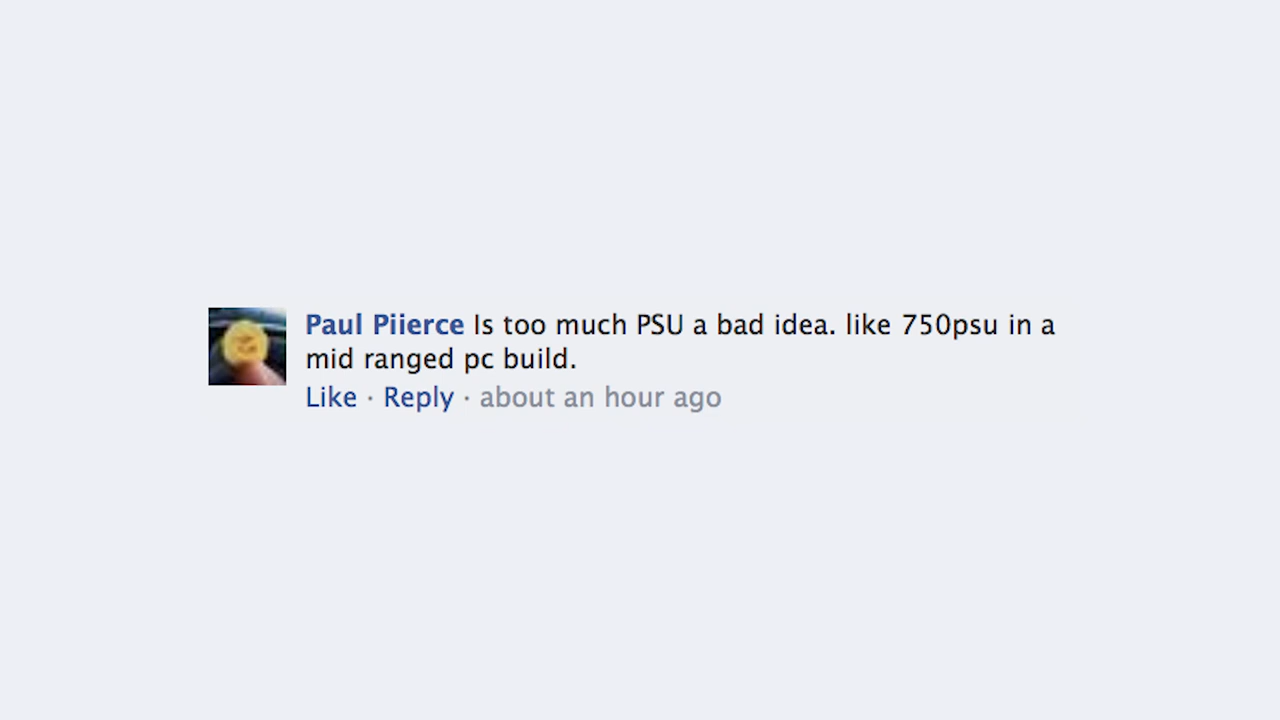 Paul Piierce Is too much PSU a bad idea. like 750psu in a
mid ranged pc build.
Like · Reply · about an hour ago